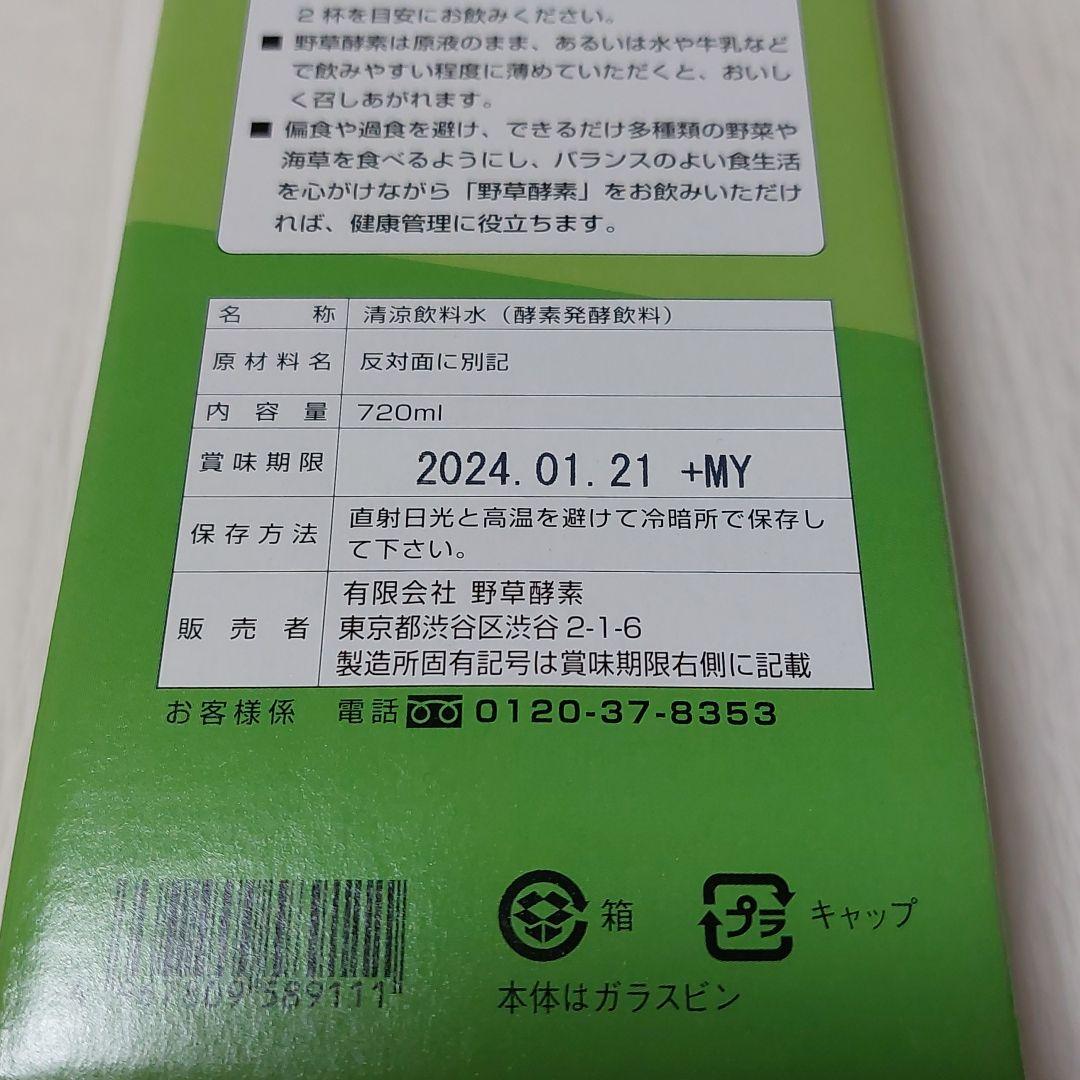 2杯を目安にお飲みください。
■ 野草酵素は原液のまま、あるいは水や牛乳など
で飲みやすい程度に薄めていただくと、おいし
く召しあがれます。
■ 偏食や過食を避け、できるだけ多種類の野菜や
海草を食べるようにし、バランスのよい食生活
を心がけながら「野草酵素」をお飲みいただけ
れば、健康管理に役立ちます。
名称 清涼飲料水（酵素発酵飲料）
原材料名 反対面に別記
内容量 720ml
賞味期限 2024.01.21 +MY
保存方法 直射日光と高温を避けて冷暗所で保存し
て下さい。
販売者 有限会社 野草酵素
東京都渋谷区渋谷2-1-6
製造所固有記号は賞味期限右側に記載
お客様係 電話 0120-37-8353
箱
プラ キャップ
本体はガラスビン